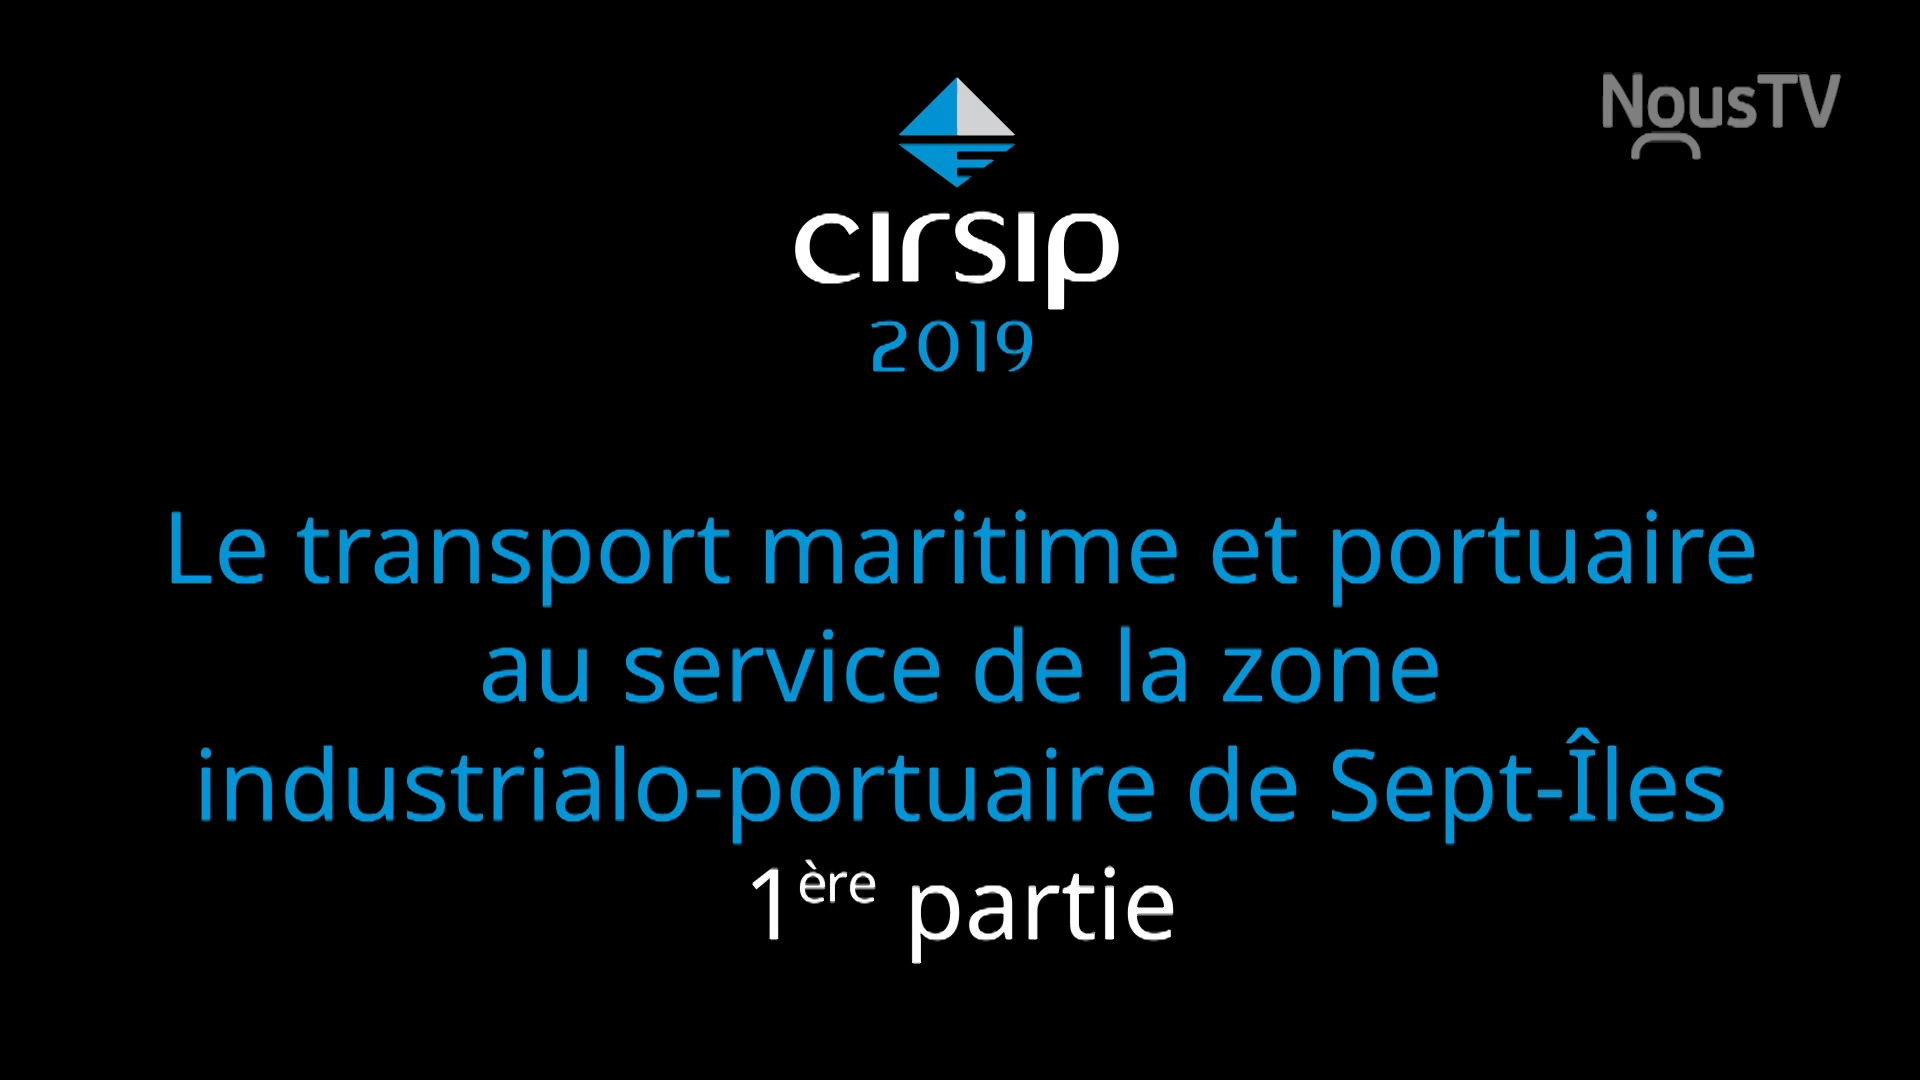 NousTV
cirsip
2019
Le transport maritime et portuaire
au service de la zone
industrialo-portuaire de Sept-Îles
1ère partie